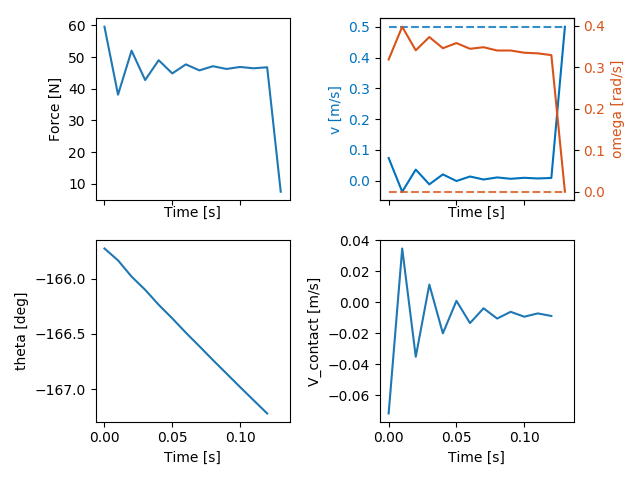 60
50
40
30
20
10
Force [N]
Time [s]
0.5
0.4
0.3
0.2
0.1
0.0
v [m/s]
0.4
0.3
0.2
0.1
0.0
omega [rad/s]
Time [s]
−166.0
−166.5
−167.0
theta [deg]
0.00 0.05 0.10
Time [s]
0.04
0.02
0.00
−0.02
−0.04
−0.06
V_contact [m/s]
0.00 0.05 0.10
Time [s]